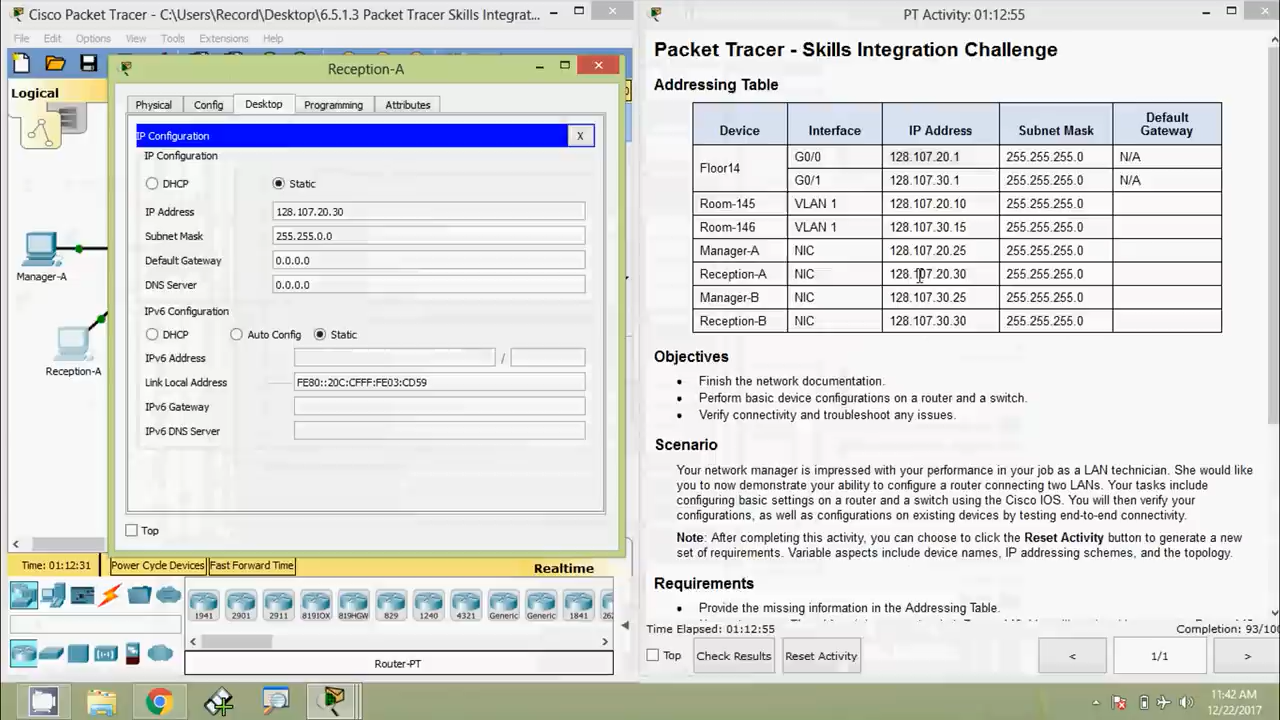 Cisco Packet Tracer - C:\Users\Record\Desktop\6.5.1.3 Packet Tracer Skills Integrat...
File Edit Options View Tools Extensions Help
Logical
Manager-A
Reception-A
Reception-A
Physical Config Desktop Programming Attributes
IP Configuration X
IP Configuration
DHCP Static
IP Address 128.107.20.30
Subnet Mask 255.255.0.0
Default Gateway 0.0.0.0
DNS Server 0.0.0.0
IPv6 Configuration
DHCP Auto Config Static
IPv6 Address /
Link Local Address FE80::20C:CFFF:FE03:CD59
IPv6 Gateway
IPv6 DNS Server
Top
Time: 01:12:31 Power Cycle Devices Fast Forward Time Realtime
1941 2901 2911 819IOX 819HGW 829 1240 4321 Generic Generic 1841
Router-PT
PT Activity: 01:12:55
Packet Tracer - Skills Integration Challenge
Addressing Table
Device Interface IP Address Subnet Mask Default Gateway
Floor14 G0/0 128.107.20.1 255.255.255.0 N/A
G0/1 128.107.30.1 255.255.255.0 N/A
Room-145 VLAN 1 128.107.20.10 255.255.255.0
Room-146 VLAN 1 128.107.30.15 255.255.255.0
Manager-A NIC 128.107.20.25 255.255.255.0
Reception-A NIC 128.107.20.30 255.255.255.0
Manager-B NIC 128.107.30.25 255.255.255.0
Reception-B NIC 128.107.30.30 255.255.255.0
Objectives
• Finish the network documentation.
• Perform basic device configurations on a router and a switch.
• Verify connectivity and troubleshoot any issues.
Scenario
Your network manager is impressed with your performance in your job as a LAN technician. She would like
you to now demonstrate your ability to configure a router connecting two LANs. Your tasks include
configuring basic settings on a router and a switch using the Cisco IOS. You will then verify your
configurations, as well as configurations on existing devices by testing end-to-end connectivity.
Note: After completing this activity, you can choose to click the Reset Activity button to generate a new
set of requirements. Variable aspects include device names, IP addressing schemes, and the topology.
Requirements
• Provide the missing information in the Addressing Table.
Time Elapsed: 01:12:55 Completion: 93/100
Top Check Results Reset Activity < 1/1 >
11:42 AM
12/22/2017